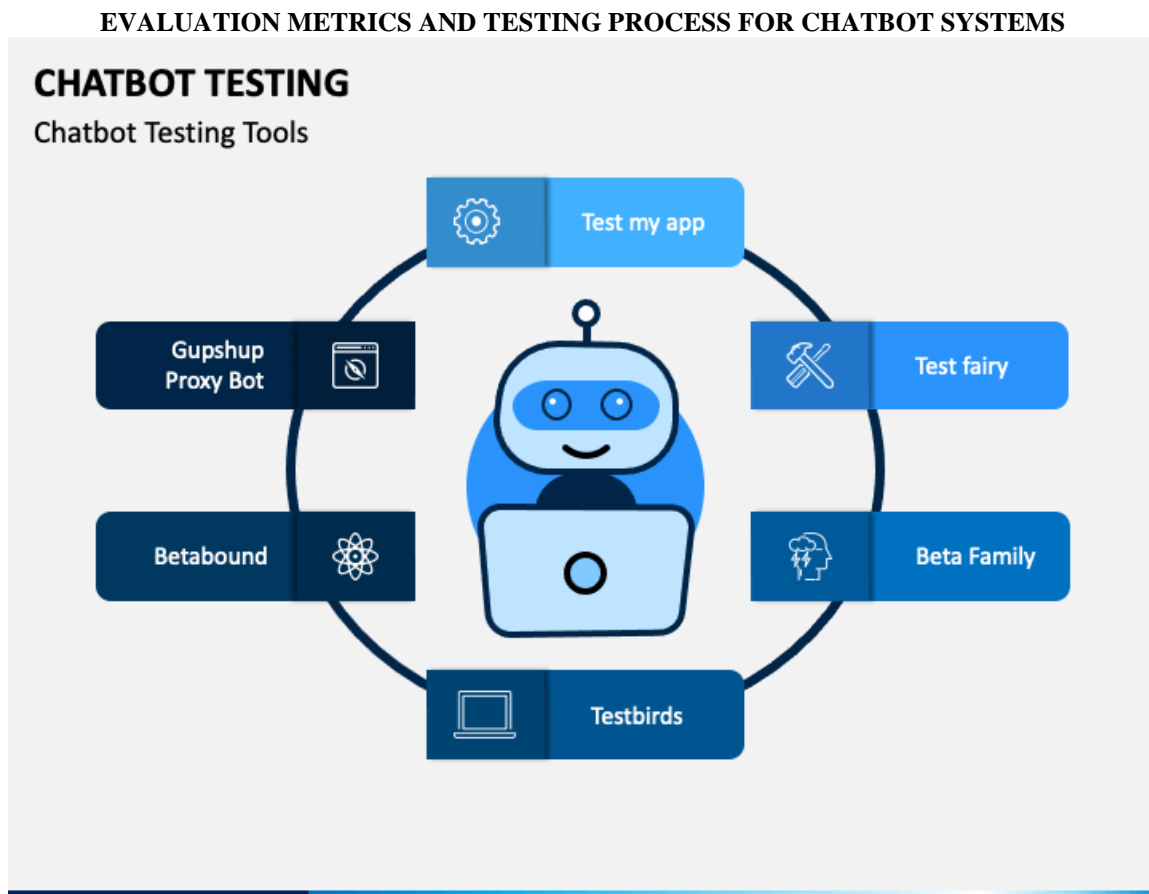 EVALUATION METRICS AND TESTING PROCESS FOR CHATBOT SYSTEMS
CHATBOT TESTING
Chatbot Testing Tools
Test my app
Gupshup
Proxy Bot
Test fairy
Betabound
Beta Family
Testbirds